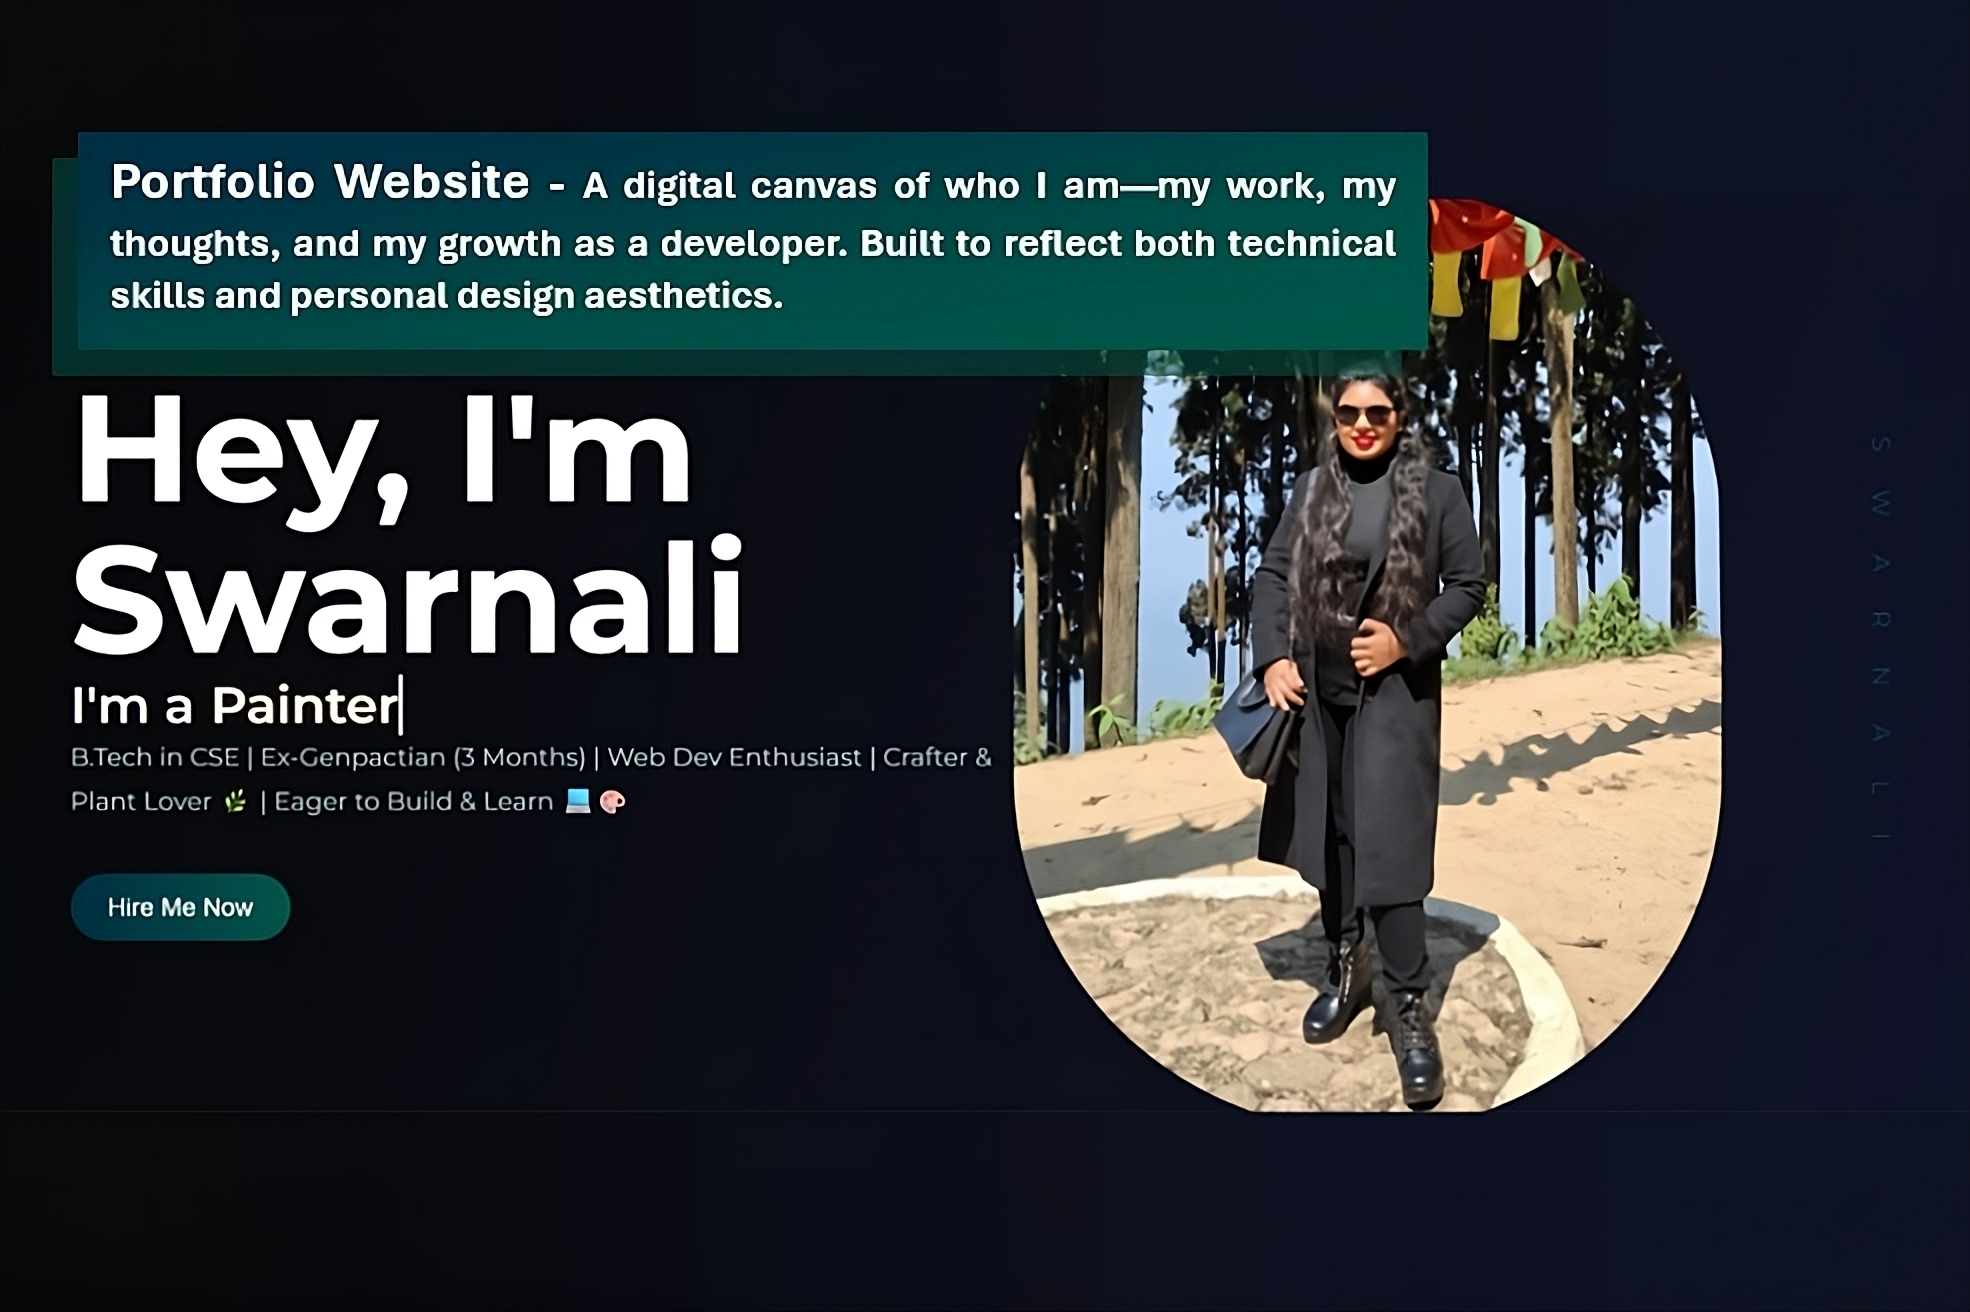 Portfolio Website - A digital canvas of who I am—my work, my
thoughts, and my growth as a developer. Built to reflect both technical
skills and personal design aesthetics.
Hey, I'm
Swarnali
I'm a Painter
B.Tech in CSE | Ex-Genpactian (3 Months) | Web Dev Enthusiast | Crafter &
Plant Lover 🌿 | Eager to Build & Learn 💻 🎨
Hire Me Now
SWARNALI